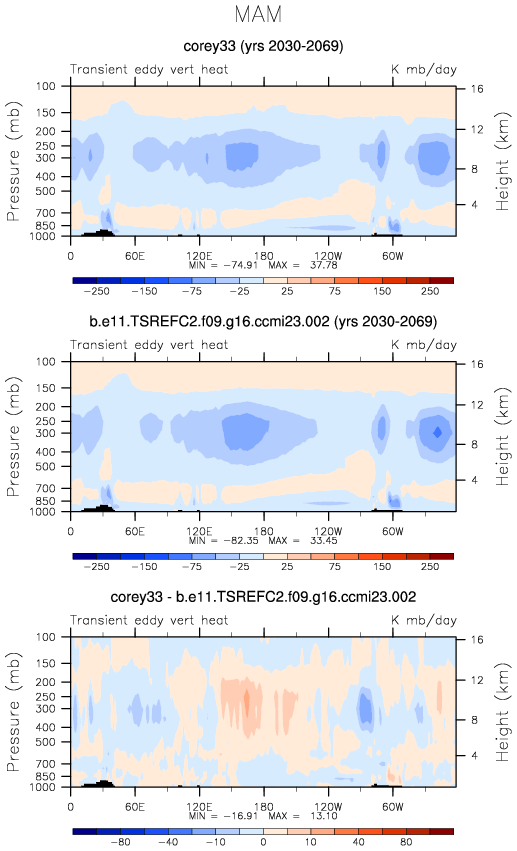 MAM
corey33 (yrs 2030-2069)
Transient eddy vert heat K mb/day
Pressure (mb)
100
150
200
250
300
400
500
700
850
1000
16
12
8
4
Height (km)
0 60E 120E 180 120W 60W
MIN = -74.91 MAX = 37.78
-250 -150 -75 -25 25 75 150 250
b.e11.TSREFC2.f09.g16.ccmi23.002 (yrs 2030-2069)
Transient eddy vert heat K mb/day
Pressure (mb)
100
150
200
250
300
400
500
700
850
1000
16
12
8
4
Height (km)
0 60E 120E 180 120W 60W
MIN = -82.35 MAX = 33.45
-250 -150 -75 -25 25 75 150 250
corey33 - b.e11.TSREFC2.f09.g16.ccmi23.002
Transient eddy vert heat K mb/day
Pressure (mb)
100
150
200
250
300
400
500
700
850
1000
16
12
8
4
Height (km)
0 60E 120E 180 120W 60W
MIN = -16.91 MAX = 13.10
-80 -40 -10 0 10 40 80